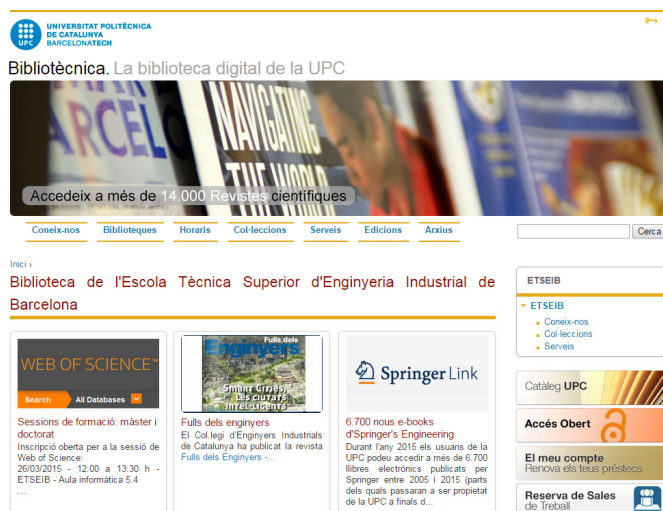 UNIVERSITAT POLITÈCNICA
DE CATALUNYA
BARCELONATECH
UPC
Bibliotècnica. La biblioteca digital de la UPC
ARCEL
NAVIGATING
THE WORLD
Accedeix a més de 14.000 Revistes científiques
Coneix-nos Biblioteques Horaris Col·leccions Serveis Edicions Arxius
Cerca
Inici ›
Biblioteca de l'Escola Tècnica Superior d'Enginyeria Industrial de
Barcelona
WEB OF SCIENCE™
Search All Databases
Sessions de formació: màster i
doctorat
Inscripció oberta per a la sessió de
Web of Science:
26/03/2015 - 12:00 a 13:30 h -
ETSEIB - Aula informàtica 5.4
...
Fulls dels
Enginyers
Smart Cities,
les ciutats
intel·ligents
Fulls dels enginyers
El Col.legi d'Enginyers Industrials
de Catalunya ha publicat la revista
Fulls dels Enginyers -...
Springer Link
6.700 nous e-books
d'Springer's Engineering
Durant l'any 2015 els usuaris de la
UPC podeu accedir a més de 6.700
llibres electrònics publicats per
Springer entre 2005 i 2015 (parts
dels quals passaran a ser propietat
de la UPC a finals d...
ETSEIB
ETSEIB
Coneix-nos
Col·leccions
Serveis
Catàleg UPC
Accés Obert
El meu compte
Renova els teus préstecs
Reserva de Sales
de Treball